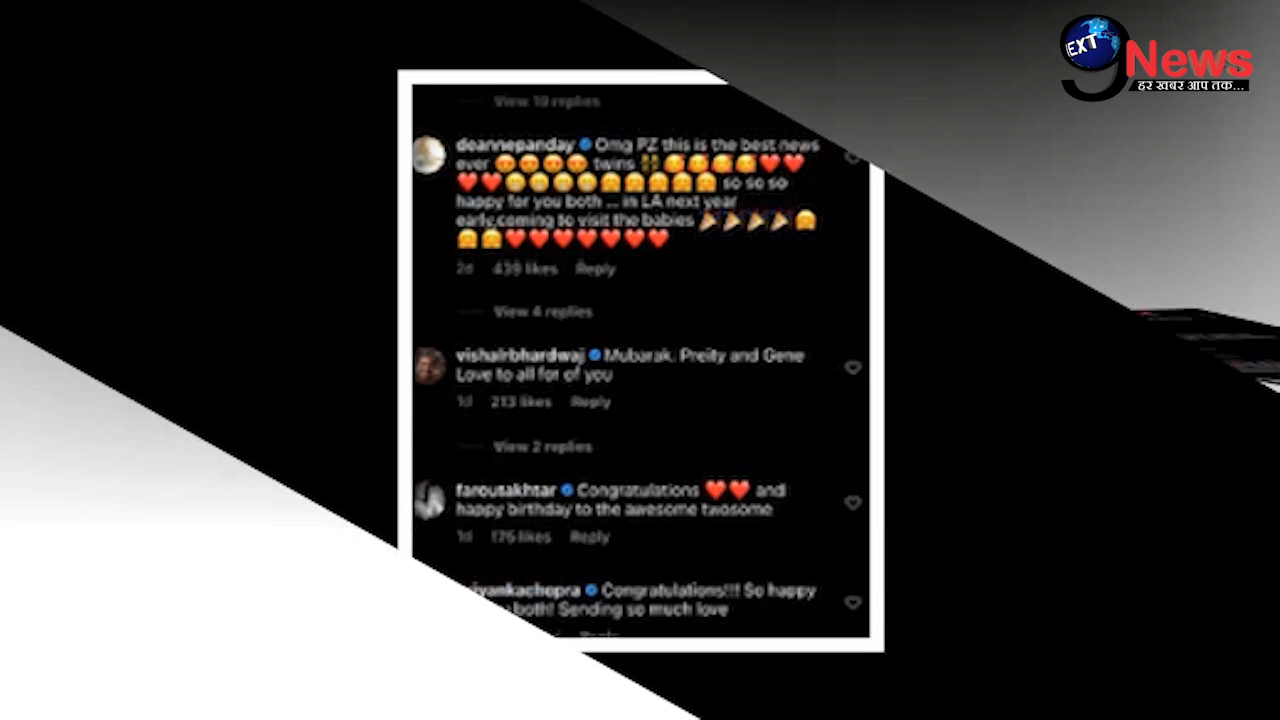 9
EXT
News
हर खबर आप तक...
View 19 replies
deannepanday Omg PZ this is the best news
ever 😍😍😍😍 twins 👯 🥰🥰🥰🥰❤️❤️
❤️❤️😁😁😁😁🤗🤗🤗🤗🤗 so so so
happy for you both ... in LA next year
early,coming to visit the babies 🎉🎉🎉🎉🤗
🤗🤗❤️❤️❤️❤️❤️❤️❤️
2d 439 likes Reply
View 4 replies
vishalrbhardwaj Mubarak. Preity and Gene
Love to all for of you
1d 213 likes Reply
View 2 replies
faroutakhtar Congratulations ❤️❤️ and
happy birthday to the awesome twosome
1d 176 likes Reply
iyankachopra Congratulations!!! So happy
both! Sending so much love
Reply